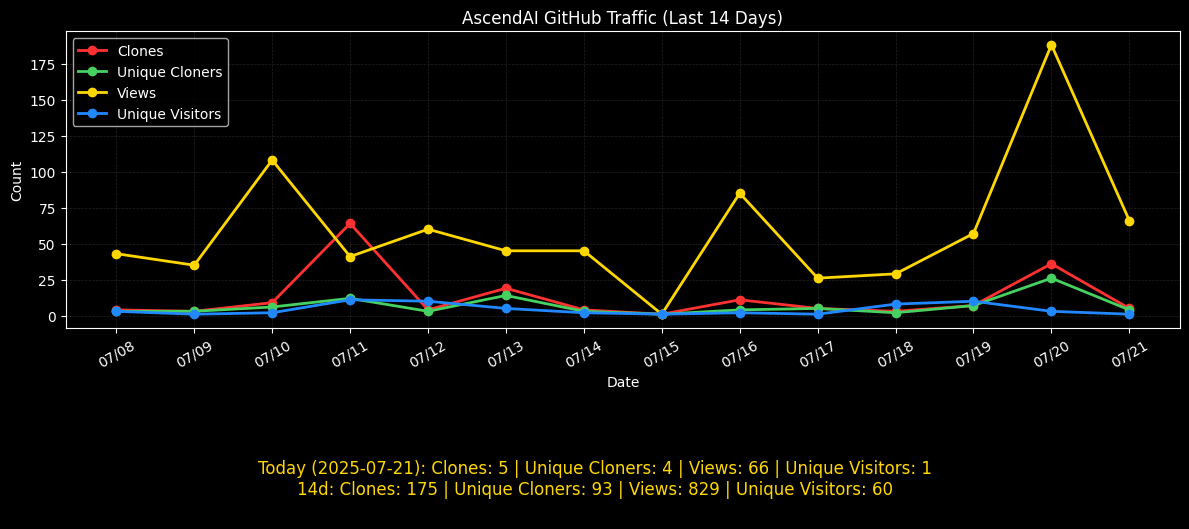 AscendAI GitHub Traffic (Last 14 Days)
Clones
Unique Cloners
Views
Unique Visitors
Count
175
150
125
100
75
50
25
0
07/08 07/09 07/10 07/11 07/12 07/13 07/14 07/15 07/16 07/17 07/18 07/19 07/20 07/21
Date
Today (2025-07-21): Clones: 5 | Unique Cloners: 4 | Views: 66 | Unique Visitors: 1
14d: Clones: 175 | Unique Cloners: 93 | Views: 829 | Unique Visitors: 60